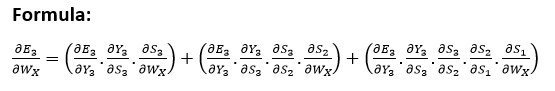 Formula:
∂E₃/∂W_X = (∂E₃/∂Y₃ . ∂Y₃/∂S₃ . ∂S₃/∂W_X) + (∂E₃/∂Y₃ . ∂Y₃/∂S₃ . ∂S₃/∂S₂ . ∂S₂/∂W_X) + (∂E₃/∂Y₃ . ∂Y₃/∂S₃ . ∂S₃/∂S₂ . ∂S₂/∂S₁ . ∂S₁/∂W_X)